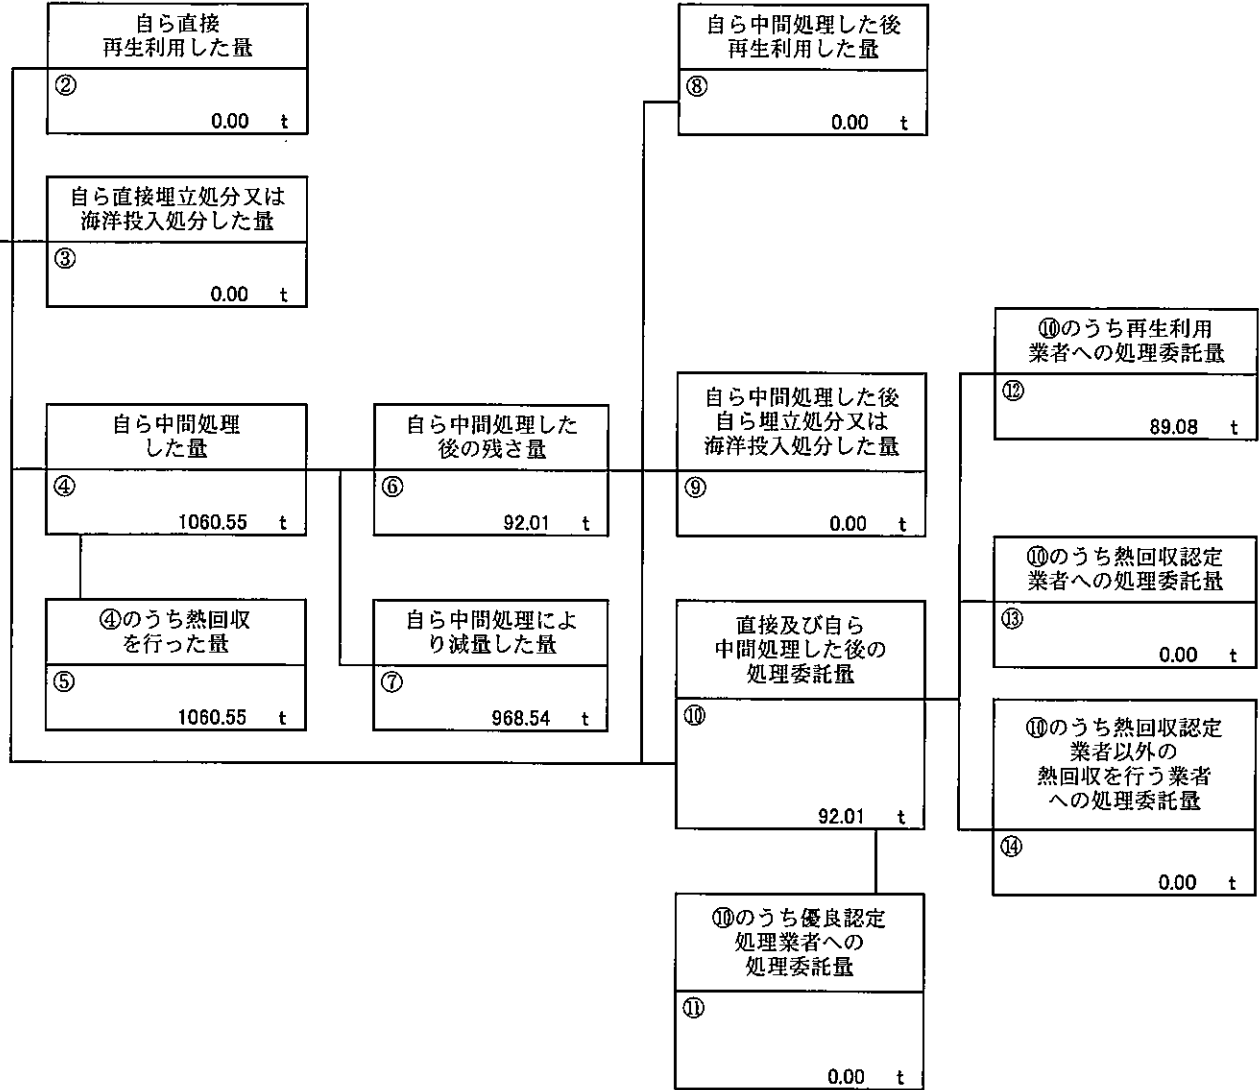 自ら直接
再生利用した量
②
0.00 t
自ら直接埋立処分又は
海洋投入処分した量
③
0.00 t
自ら中間処理
した量
④
1060.55 t
④のうち熱回収
を行った量
⑤
1060.55 t
自ら中間処理した
後の残さ量
⑥
92.01 t
自ら中間処理によ
り減量した量
⑦
968.54 t
自ら中間処理した後
再生利用した量
⑧
0.00 t
自ら中間処理した後
自ら埋立処分又は
海洋投入処分した量
⑨
0.00 t
直接及び自ら
中間処理した後の
処理委託量
⑩
92.01 t
⑩のうち優良認定
処理業者への
処理委託量
⑪
0.00 t
⑩のうち再生利用
業者への処理委託量
⑫
89.08 t
⑩のうち熱回収認定
業者への処理委託量
⑬
0.00 t
⑩のうち熱回収認定
業者以外の
熱回収を行う業者
への処理委託量
⑭
0.00 t